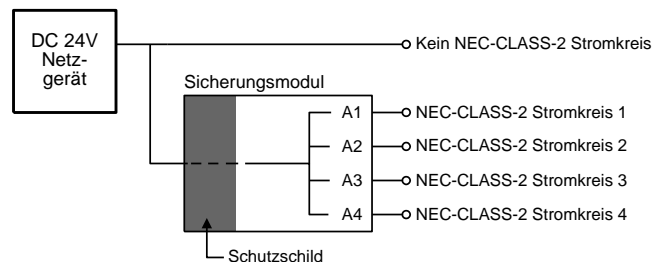 DC 24V
Netz-
gerät
Kein NEC-CLASS-2 Stromkreis
Sicherungsmodul
A1 NEC-CLASS-2 Stromkreis 1
A2 NEC-CLASS-2 Stromkreis 2
A3 NEC-CLASS-2 Stromkreis 3
A4 NEC-CLASS-2 Stromkreis 4
Schutzschild